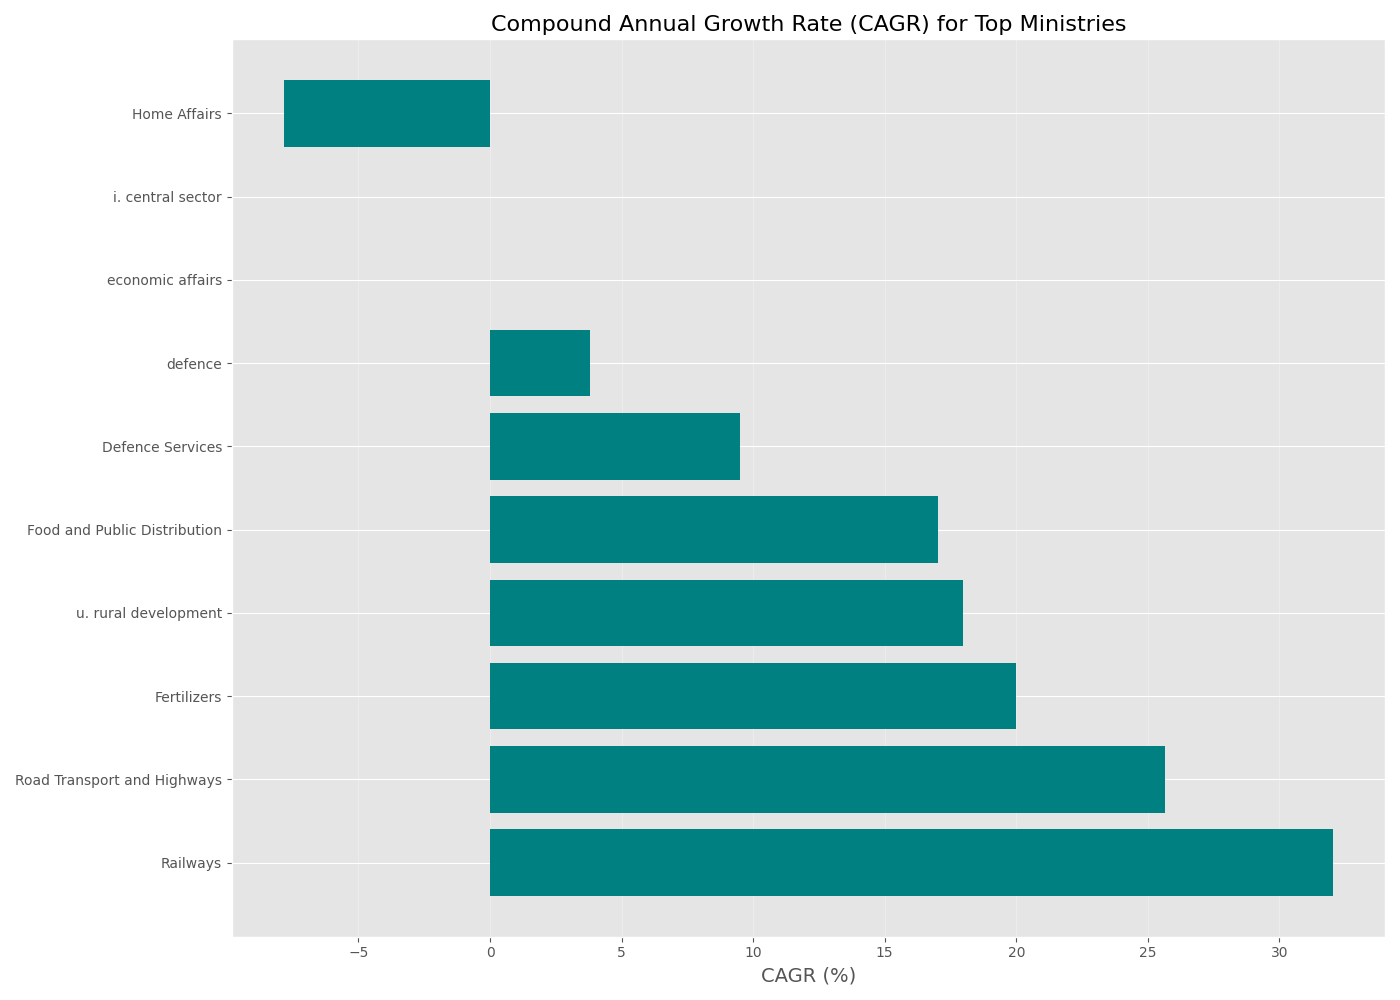 Compound Annual Growth Rate (CAGR) for Top Ministries
Home Affairs
i. central sector
economic affairs
defence
Defence Services
Food and Public Distribution
u. rural development
Fertilizers
Road Transport and Highways
Railways
−5 0 5 10 15 20 25 30
CAGR (%)